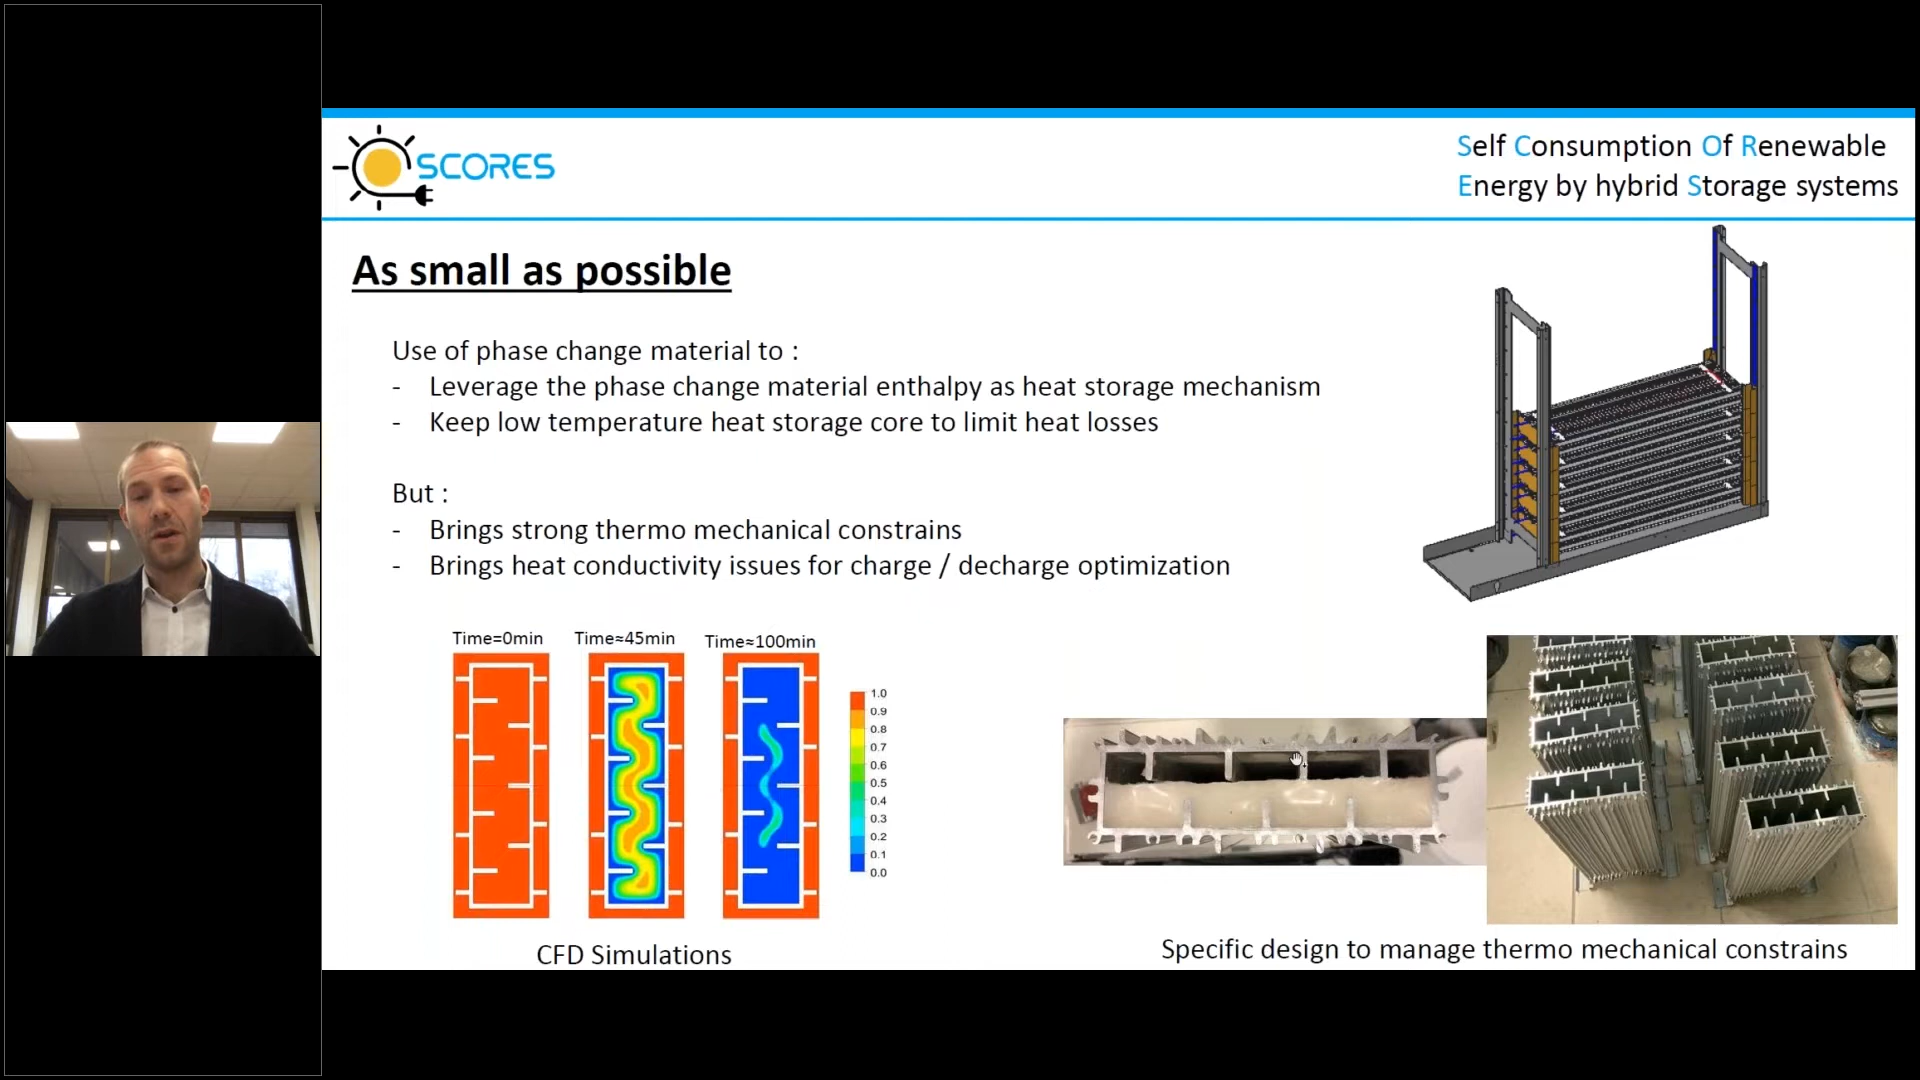 SCORES
Self Consumption Of Renewable
Energy by hybrid Storage systems
As small as possible
Use of phase change material to :
- Leverage the phase change material enthalpy as heat storage mechanism
- Keep low temperature heat storage core to limit heat losses
But :
- Brings strong thermo mechanical constrains
- Brings heat conductivity issues for charge / decharge optimization
Time=0min
Time≈45min
Time≈100min
1.0
0.9
0.8
0.7
0.6
0.5
0.4
0.3
0.2
0.1
0.0
CFD Simulations
Specific design to manage thermo mechanical constrains